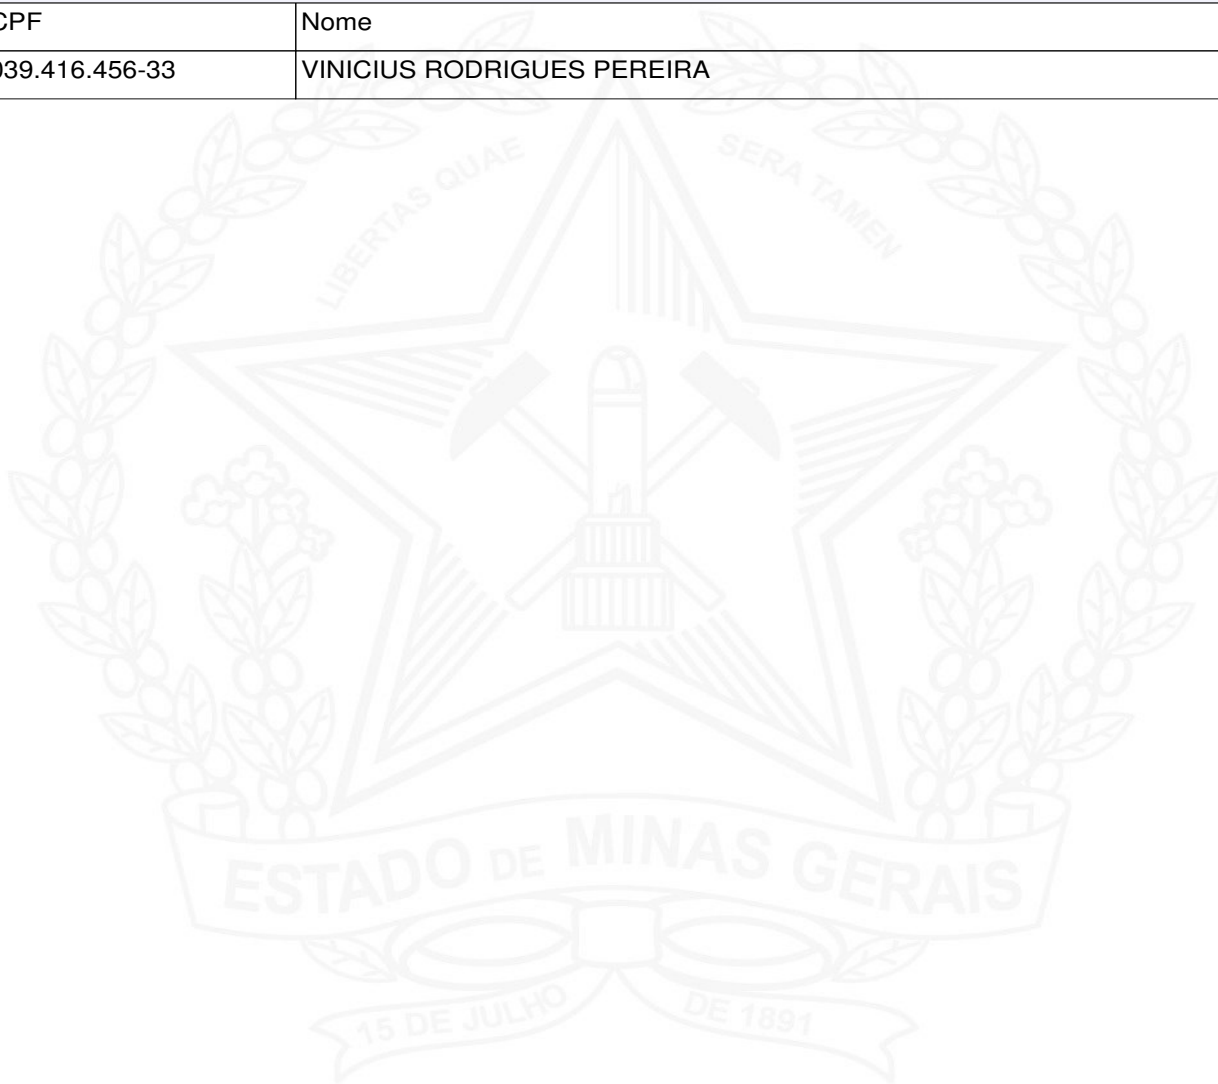 CPF Nome
039.416.456-33 VINICIUS RODRIGUES PEREIRA
LIBERTAS QUAE SERA TAMEN
ESTADO DE MINAS GERAIS
15 DE JULHO DE 1891